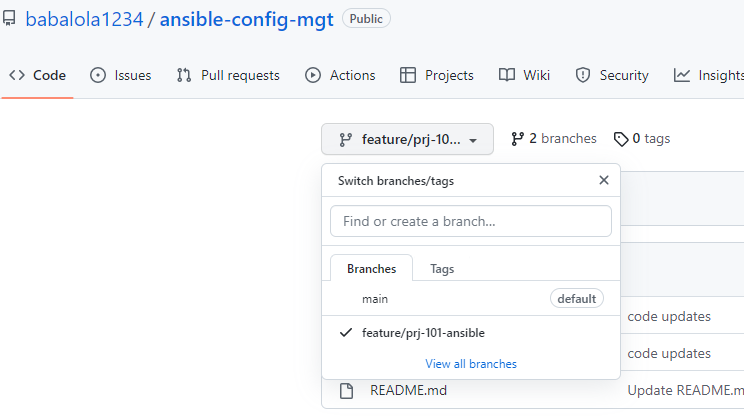 babalola1234 / ansible-config-mgt Public
Code Issues Pull requests Actions Projects Wiki Security Insights
feature/prj-10... 2 branches 0 tags
Switch branches/tags
Find or create a branch...
Branches Tags
main default
code updates
feature/prj-101-ansible
code updates
View all branches
README.md Update README.m